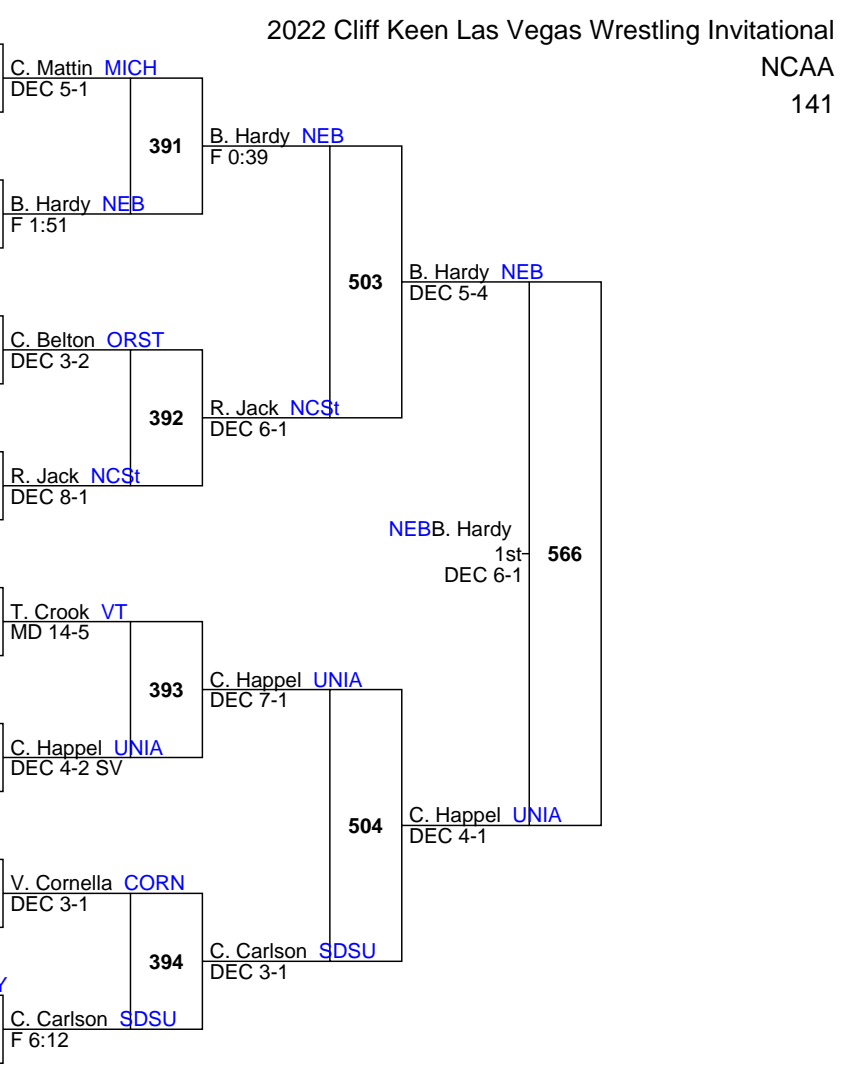 2022 Cliff Keen Las Vegas Wrestling Invitational
NCAA
141
C. Mattin MICH
DEC 5-1
391
B. Hardy NEB
F 0:39
B. Hardy NEB
F 1:51
503
B. Hardy NEB
DEC 5-4
C. Belton ORST
DEC 3-2
392
R. Jack NCSt
DEC 6-1
R. Jack NCSt
DEC 8-1
NEBB. Hardy
1st
DEC 6-1
566
T. Crook VT
MD 14-5
393
C. Happel UNIA
DEC 7-1
C. Happel UNIA
DEC 4-2 SV
504
C. Happel UNIA
DEC 4-1
V. Cornella CORN
DEC 3-1
394
C. Carlson SDSU
DEC 3-1
C. Carlson SDSU
F 6:12